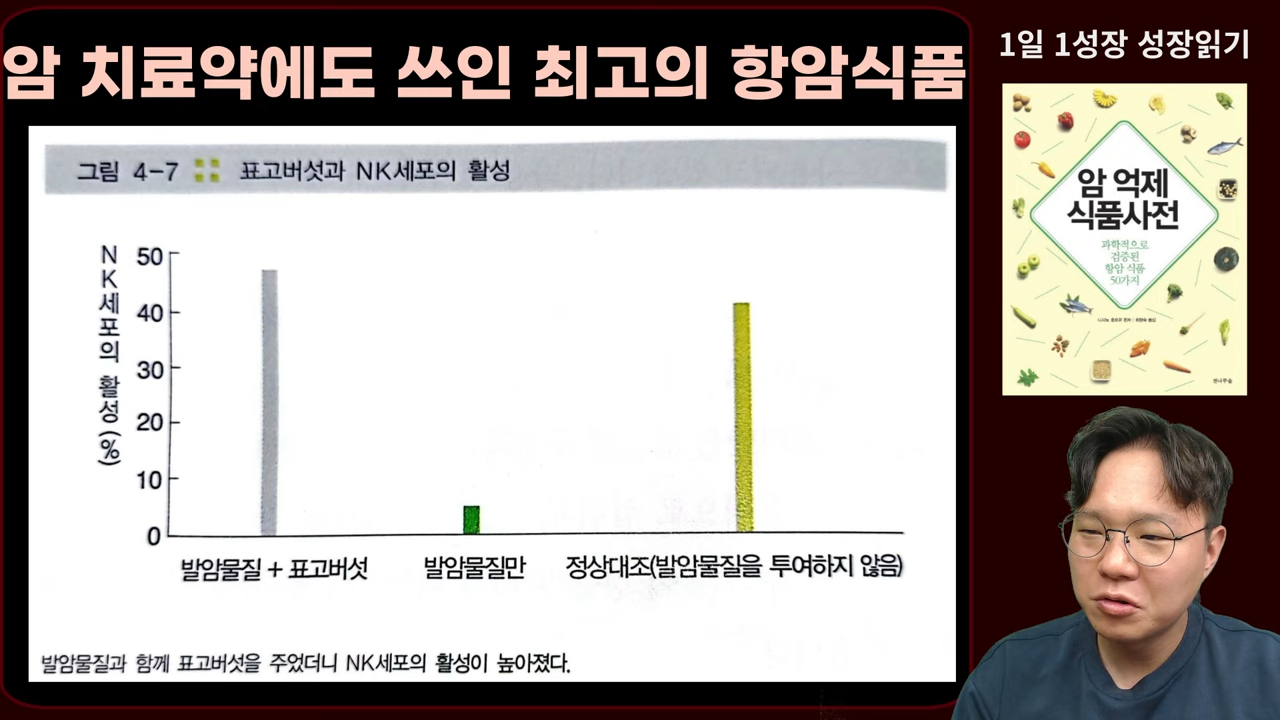 암 치료약에도 쓰인 최고의 항암식품
1일 1성장 성장읽기
그림 4-7 표고버섯과 NK세포의 활성
NK세포의 활성(%)
50
40
30
20
10
0
발암물질 + 표고버섯
발암물질만
정상대조(발암물질을 투여하지 않음)
발암물질과 함께 표고버섯을 주었더니 NK세포의 활성이 높아졌다.
암 억제
식품사전
과학적으로
검증된
항암 식품
50가지
전나무숲